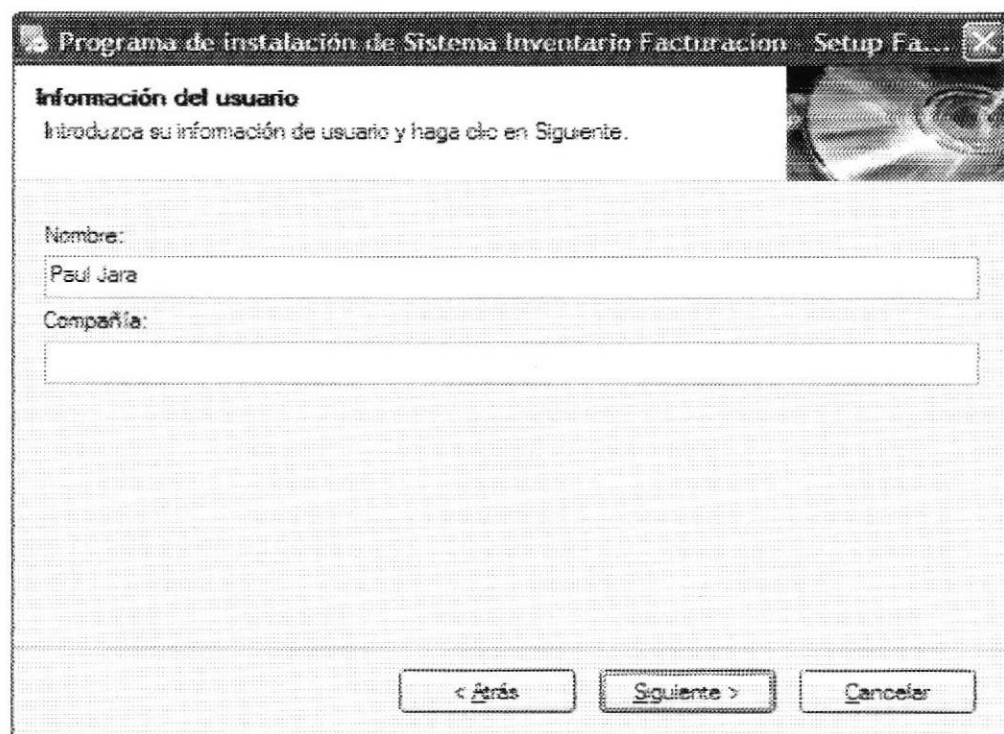 Programa de instalación de Sistema Inventario Facturacion - Setup Fa...
Información del usuario
Introduzca su información de usuario y haga clic en Siguiente.
Nombre:
Paul Jara
Compañía:
< Atrás
Siguiente >
Cancelar